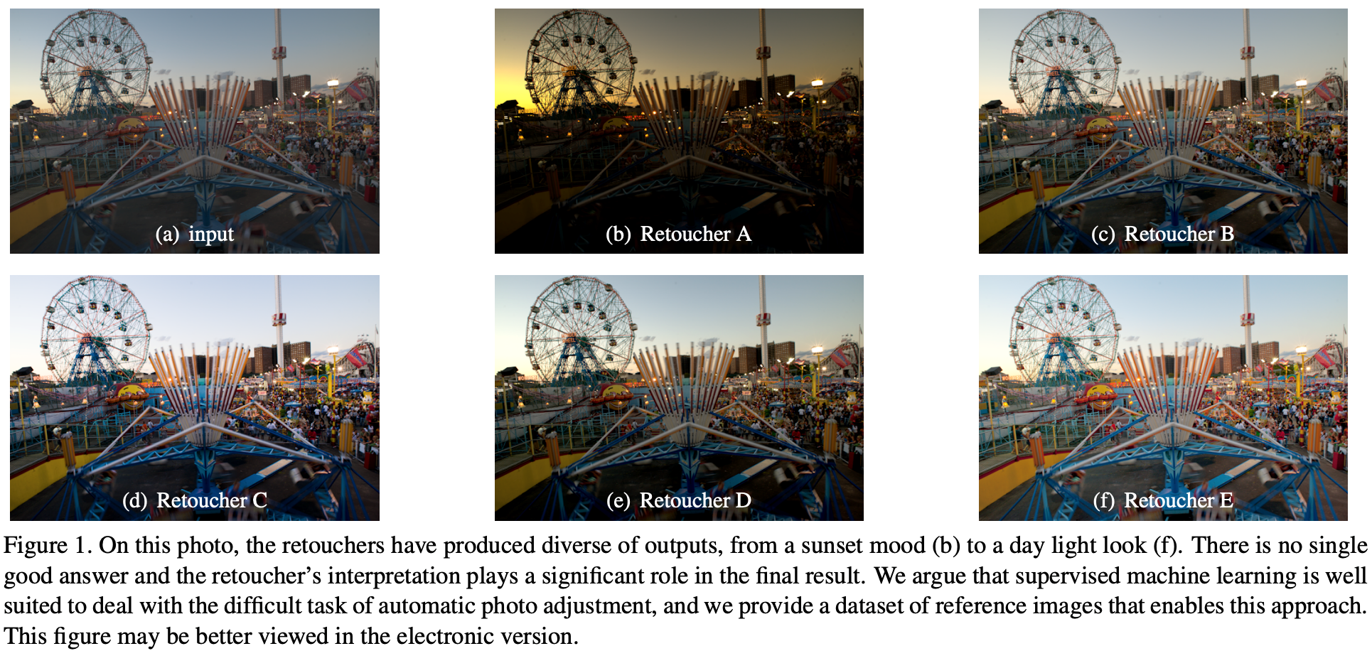 (a) input
(b) Retoucher A
(c) Retoucher B
(d) Retoucher C
(e) Retoucher D
(f) Retoucher E
Figure 1. On this photo, the retouchers have produced diverse of outputs, from a sunset mood (b) to a day light look (f). There is no single
good answer and the retoucher’s interpretation plays a significant role in the final result. We argue that supervised machine learning is well
suited to deal with the difficult task of automatic photo adjustment, and we provide a dataset of reference images that enables this approach.
This figure may be better viewed in the electronic version.